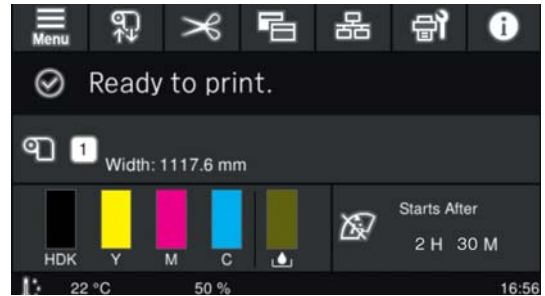 Menu
Ready to print.
1
Width: 1117.6 mm
Starts After
2 H 30 M
HDK Y M C
22 °C 50 % 16:56